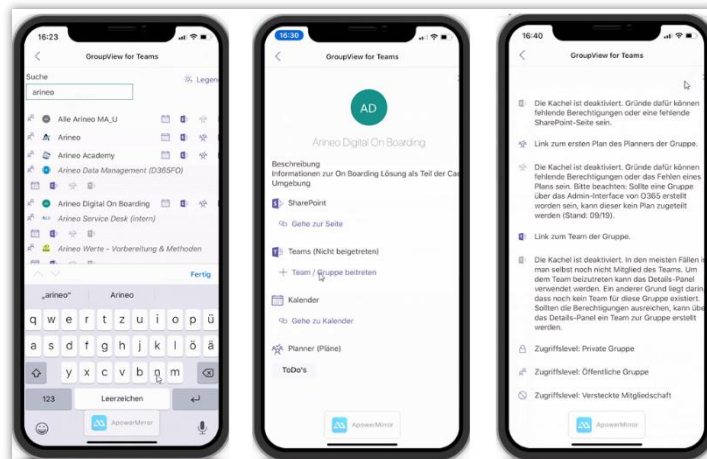 16:23
GroupView for Teams
Suche
Legen
arineo
Alle Arineo MA_U
Arineo
Arineo Academy
Arineo Data Management (D365FO)
Arineo Digital On Boarding
Arineo Service Desk (intern)
Arineo Werte - Vorbereitung & Methoden
Fertig
„arineo“ Arineo
q w e r t z u i o p ü
a s d f g h j k l ö ä
y x c v b n m
123 Leerzeichen
ApowerMirror
16:30
GroupView for Teams
AD
Arineo Digital On Boarding
Beschreibung
Informationen zur On Boarding Lösung als Teil der Car
Umgebung
SharePoint
Gehe zur Seite
Teams (Nicht beigetreten)
+ Team / Gruppe beitreten
Kalender
Gehe zu Kalender
Planner (Pläne)
ToDo's
ApowerMirror
16:40
GroupView for Teams
Die Kachel ist deaktiviert. Gründe dafür können
fehlende Berechtigungen oder eine fehlende
SharePoint-Seite sein.
Link zum ersten Plan des Planners der Gruppe.
Die Kachel ist deaktiviert. Gründe dafür können
fehlende Berechtigungen oder das Fehlen eines
Plans sein. Bitte beachten: Sollte eine Gruppe
über das Admin-Interface von O365 erstellt
worden sein, kann dieser kein Plan zugeteilt
werden (Stand: 09/19).
Link zum Team der Gruppe.
Die Kachel ist deaktiviert. In den meisten Fällen i
man selbst noch nicht Mitglied des Teams. Um
dem Team beizutreten kann das Details-Panel
verwendet werden. Ein anderer Grund liegt darin
dass noch kein Team für diese Gruppe existiert.
Sollten die Berechtigungen ausreichen, kann übe
das Details-Panel ein Team zur Gruppe erstellt
werden.
Zugriffslevel: Private Gruppe
Zugriffslevel: Öffentliche Gruppe
Zugriffslevel: Versteckte Mitgliedschaft
ApowerMirror